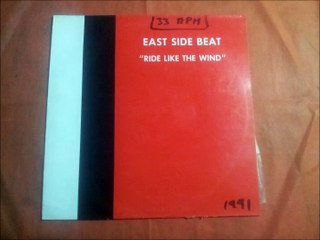 33 RPM
EAST SIDE BEAT
"RIDE LIKE THE WIND"
1991